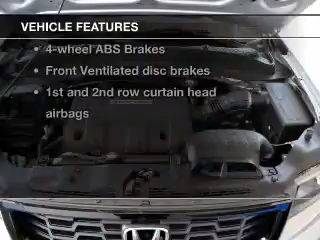 VEHICLE FEATURES
• 4-wheel ABS Brakes
• Front Ventilated disc brakes
• 1st and 2nd row curtain head
airbags